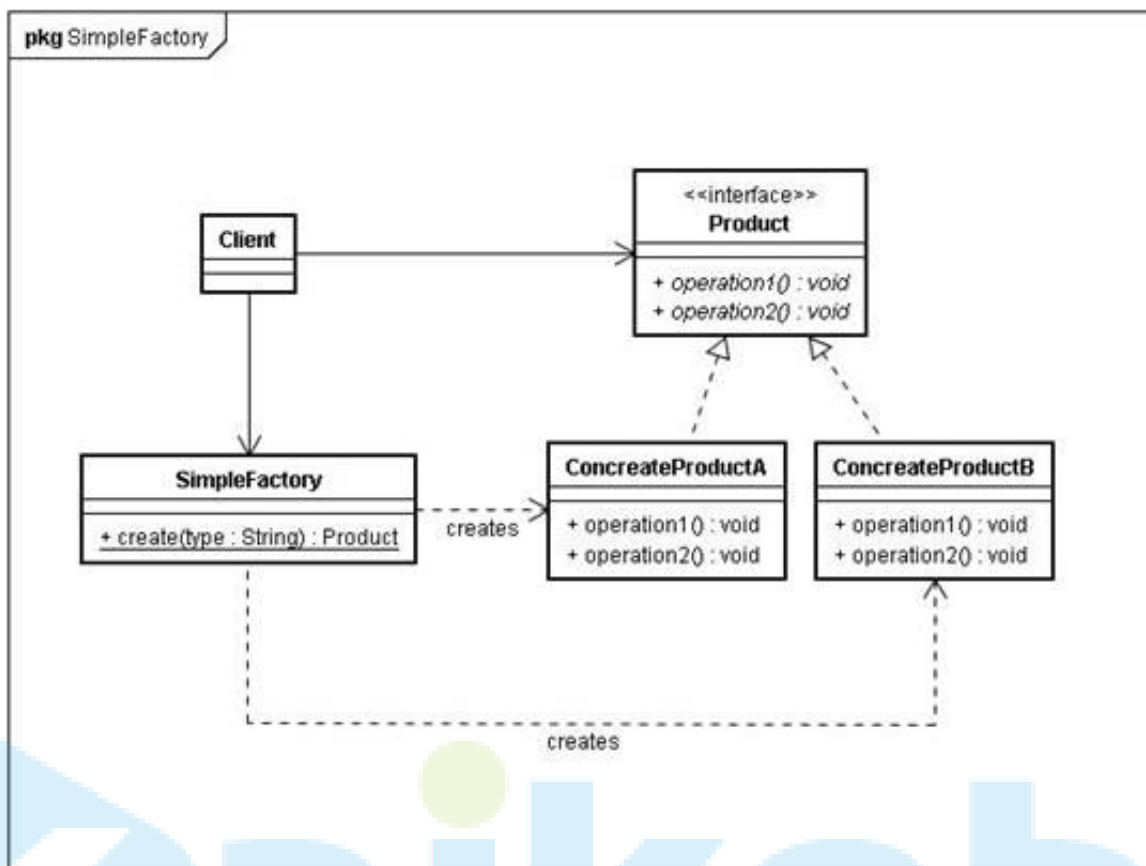 pkg SimpleFactory
<<interface>>
Product
+ operation1() : void
+ operation2() : void
Client
SimpleFactory
+ create(type : String) : Product
creates
ConcreateProductA
+ operation1() : void
+ operation2() : void
ConcreateProductB
+ operation1() : void
+ operation2() : void
creates